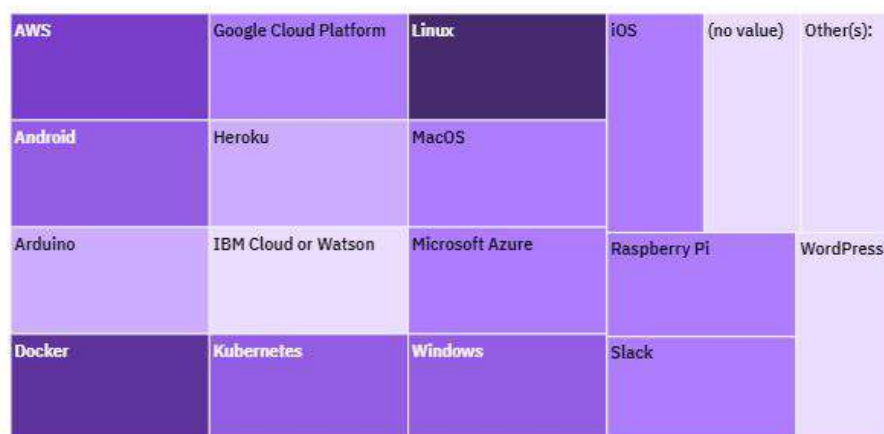 AWS
Google Cloud Platform
Linux
iOS
(no value)
Other(s):
Android
Heroku
MacOS
Arduino
IBM Cloud or Watson
Microsoft Azure
Raspberry Pi
WordPress
Docker
Kubernetes
Windows
Slack